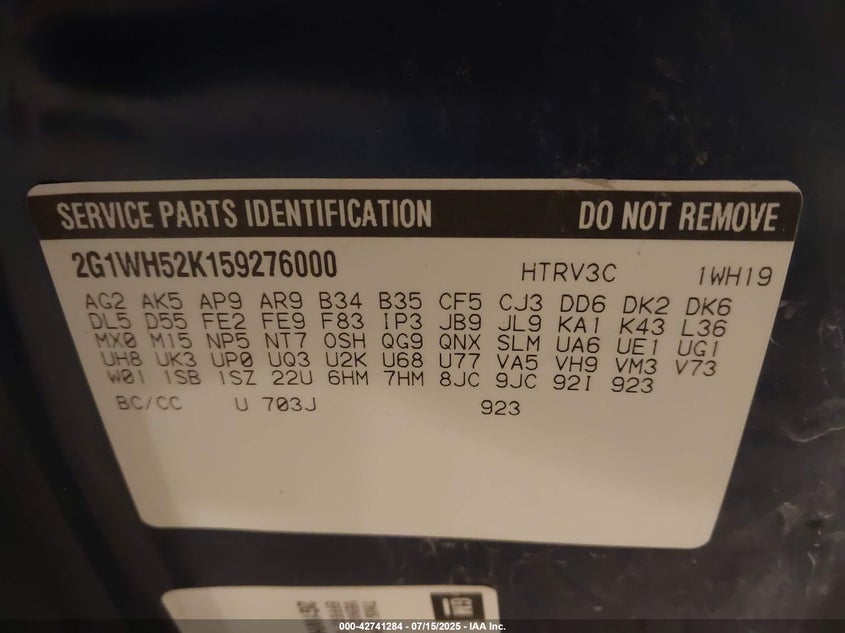 SERVICE PARTS IDENTIFICATION DO NOT REMOVE
2G1WH52K159276000 HTRV3C 1WH19
AG2 AK5 AP9 AR9 B34 B35 CF5 CJ3 DD6 DK2 DK6
DL5 D55 FE2 FE9 F83 IP3 JB9 JL9 KA1 K43 L36
MX0 M15 NP5 NT7 OSH QG9 QNX SLM UA6 UE1 UG1
UH8 UK3 UP0 UQ3 U2K U68 U77 VA5 VH9 VM3 V73
W01 1SB 1SZ 22U 6HM 7HM 8JC 9JC 92I 923
BC/CC U 703J 923
GM
000-42741284 - 07/15/2025 - IAA Inc.